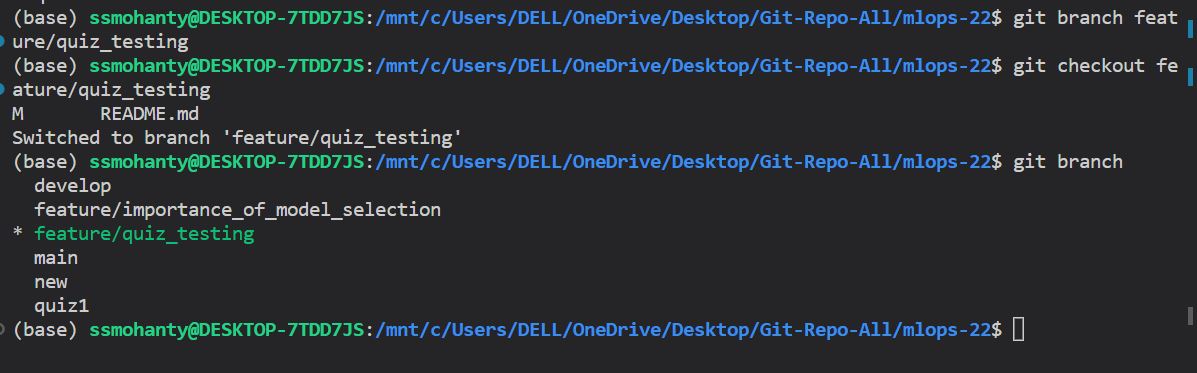 (base) ssmohanty@DESKTOP-7TDD7JS:/mnt/c/Users/DELL/OneDrive/Desktop/Git-Repo-All/mlops-22$ git branch feat
ure/quiz_testing
(base) ssmohanty@DESKTOP-7TDD7JS:/mnt/c/Users/DELL/OneDrive/Desktop/Git-Repo-All/mlops-22$ git checkout fe
ature/quiz_testing
M       README.md
Switched to branch 'feature/quiz_testing'
(base) ssmohanty@DESKTOP-7TDD7JS:/mnt/c/Users/DELL/OneDrive/Desktop/Git-Repo-All/mlops-22$ git branch
  develop
  feature/importance_of_model_selection
* feature/quiz_testing
  main
  new
  quiz1
(base) ssmohanty@DESKTOP-7TDD7JS:/mnt/c/Users/DELL/OneDrive/Desktop/Git-Repo-All/mlops-22$